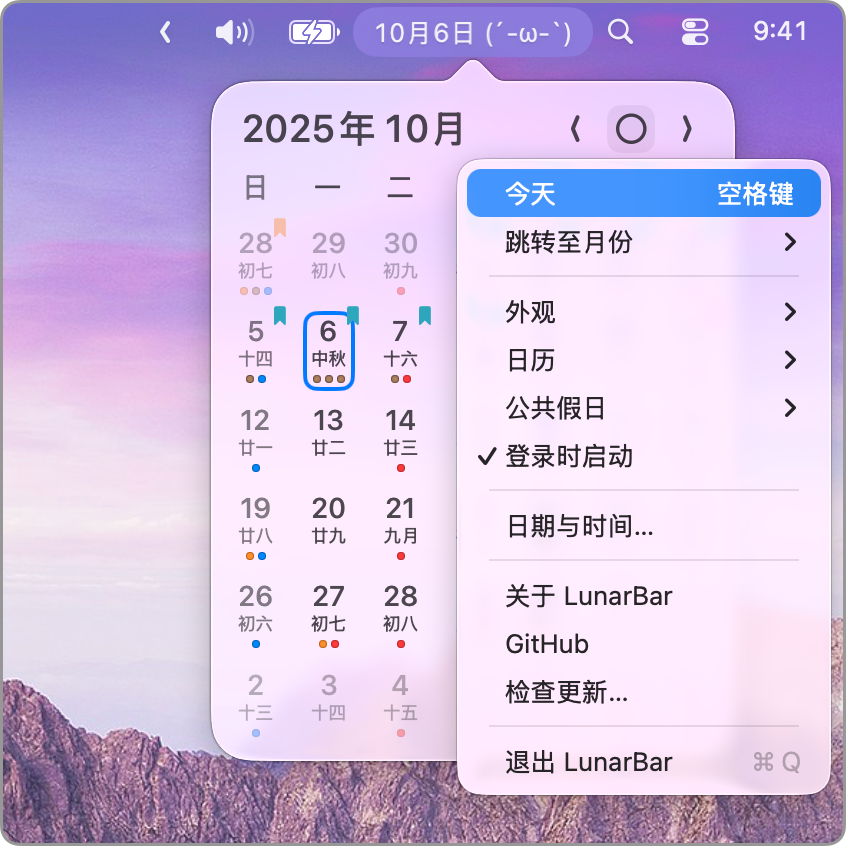 10月6日 (´-ω-`)
9:41
2025年 10月
日 一 二
28 29 30
初七 初八 初九
5 6 7
十四 中秋 十六
12 13 14
廿一 廿二 廿三
19 20 21
廿八 廿九 九月
26 27 28
初六 初七 初八
2 3 4
十三 十四 十五
今天 空格键
跳转至月份
外观
日历
公共假日
登录时启动
日期与时间...
关于 LunarBar
GitHub
检查更新...
退出 LunarBar ⌘ Q